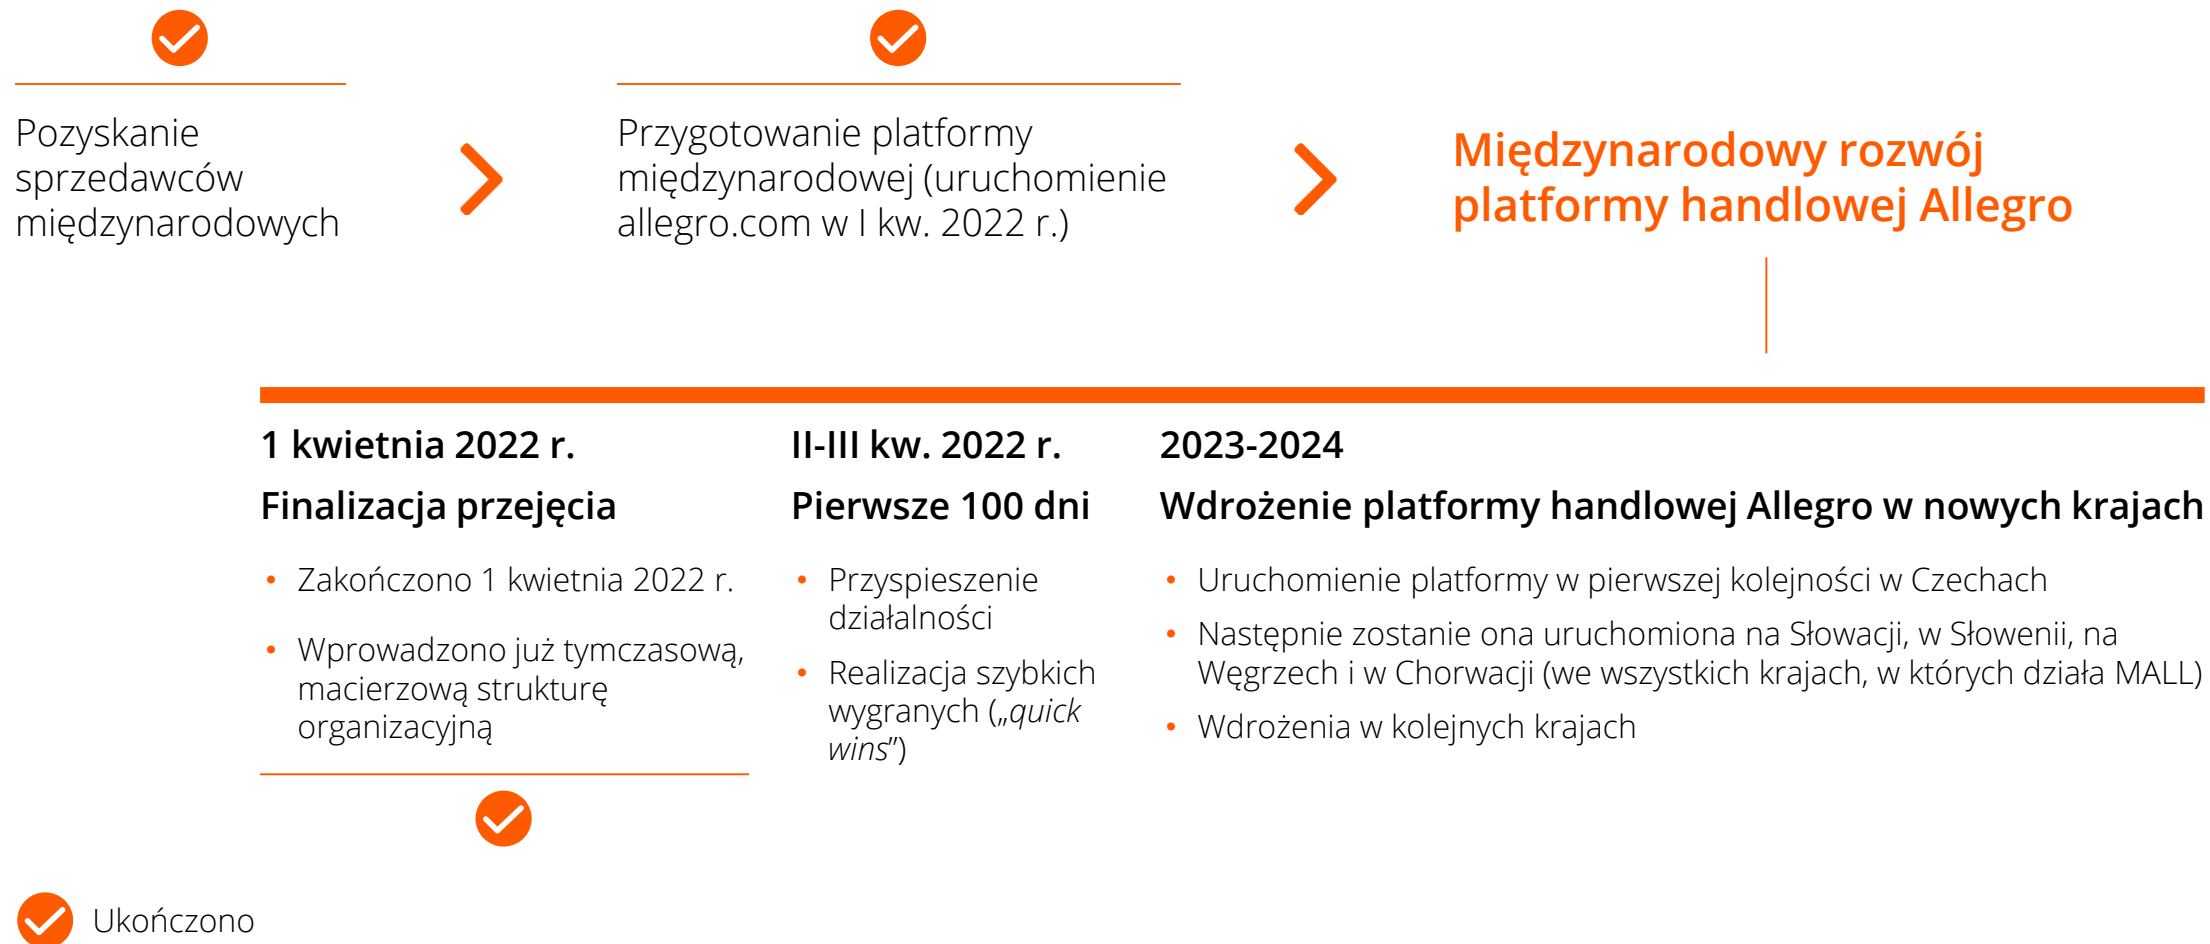 Pozyskanie
sprzedawców
międzynarodowych
Przygotowanie platformy
międzynarodowej (uruchomienie
allegro.com w I kw. 2022 r.)
Międzynarodowy rozwój
platformy handlowej Allegro
1 kwietnia 2022 r.
Finalizacja przejęcia
• Zakończono 1 kwietnia 2022 r.
• Wprowadzono już tymczasową,
macierzową strukturę
organizacyjną
II-III kw. 2022 r.
Pierwsze 100 dni
• Przyspieszenie
działalności
• Realizacja szybkich
wygranych („quick
wins”)
2023-2024
Wdrożenie platformy handlowej Allegro w nowych krajach
• Uruchomienie platformy w pierwszej kolejności w Czechach
• Następnie zostanie ona uruchomiona na Słowacji, w Słowenii, na
Węgrzech i w Chorwacji (we wszystkich krajach, w których działa MALL)
• Wdrożenia w kolejnych krajach
Ukończono